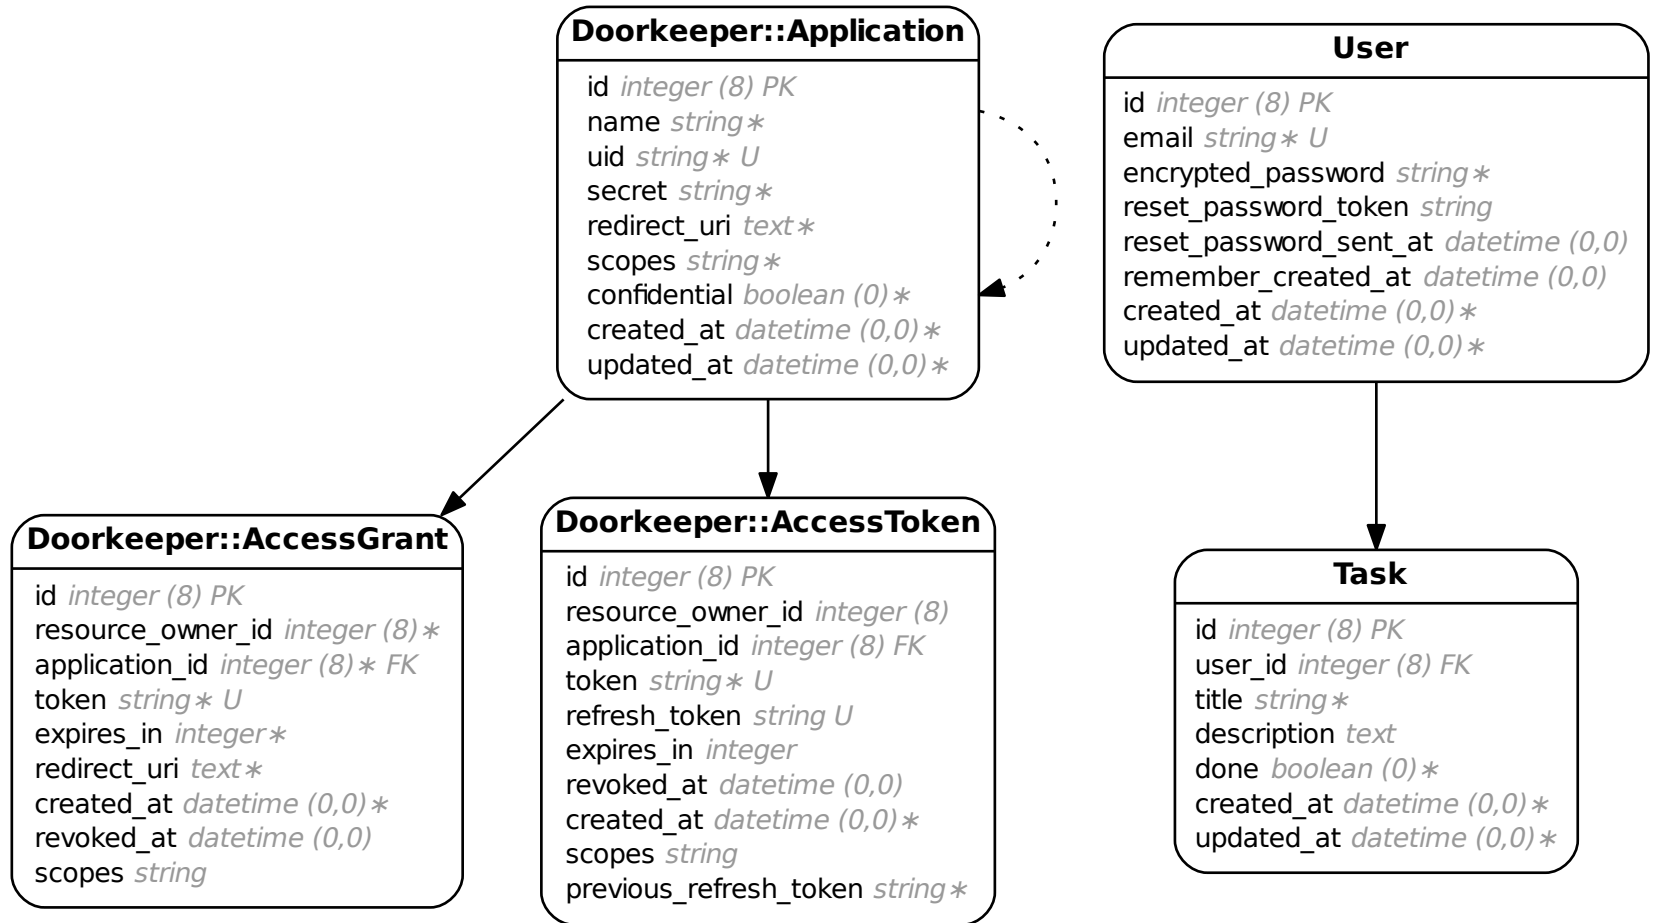 Doorkeeper::Application
id integer (8) PK
name string∗
uid string∗ U
secret string∗
redirect_uri text∗
scopes string∗
confidential boolean (0)∗
created_at datetime (0,0)∗
updated_at datetime (0,0)∗
User
id integer (8) PK
email string∗ U
encrypted_password string∗
reset_password_token string
reset_password_sent_at datetime (0,0)
remember_created_at datetime (0,0)
created_at datetime (0,0)∗
updated_at datetime (0,0)∗
Doorkeeper::AccessGrant
id integer (8) PK
resource_owner_id integer (8)∗
application_id integer (8)∗ FK
token string∗ U
expires_in integer∗
redirect_uri text∗
created_at datetime (0,0)∗
revoked_at datetime (0,0)
scopes string
Doorkeeper::AccessToken
id integer (8) PK
resource_owner_id integer (8)
application_id integer (8) FK
token string∗ U
refresh_token string U
expires_in integer
revoked_at datetime (0,0)
created_at datetime (0,0)∗
scopes string
previous_refresh_token string∗
Task
id integer (8) PK
user_id integer (8) FK
title string∗
description text
done boolean (0)∗
created_at datetime (0,0)∗
updated_at datetime (0,0)∗